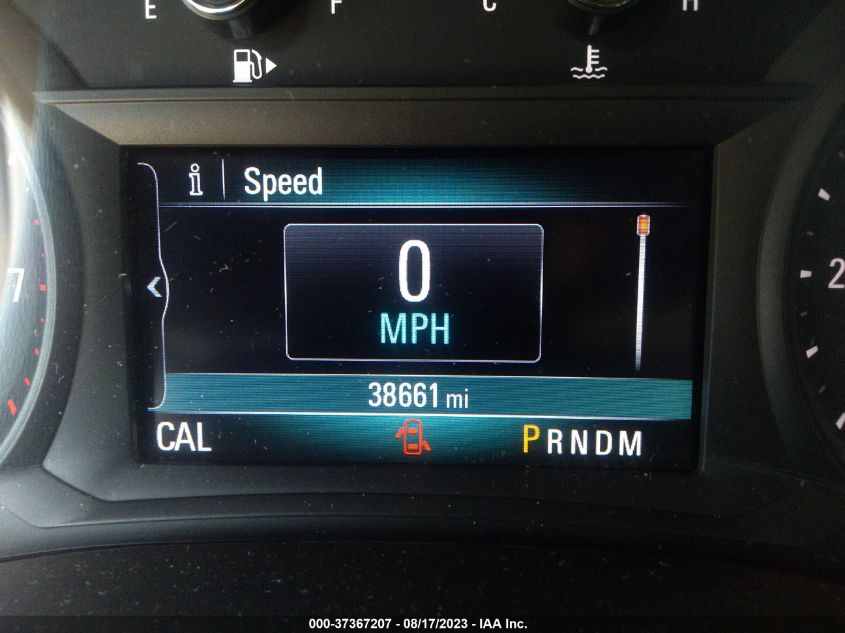 E F C H
Speed
0
MPH
7
2
38661 mi
CAL PRNDM
000-37367207 - 08/17/2023 - IAA Inc.